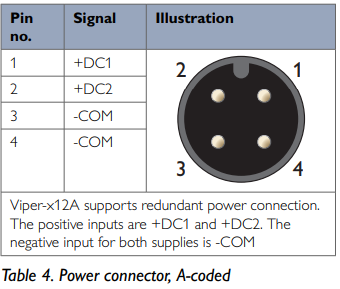 Pin no. Signal Illustration
1 +DC1
2 +DC2
3 -COM
4 -COM
2 1
3 4
Viper-x12A supports redundant power connection.
The positive inputs are +DC1 and +DC2. The
negative input for both supplies is -COM
Table 4. Power connector, A-coded